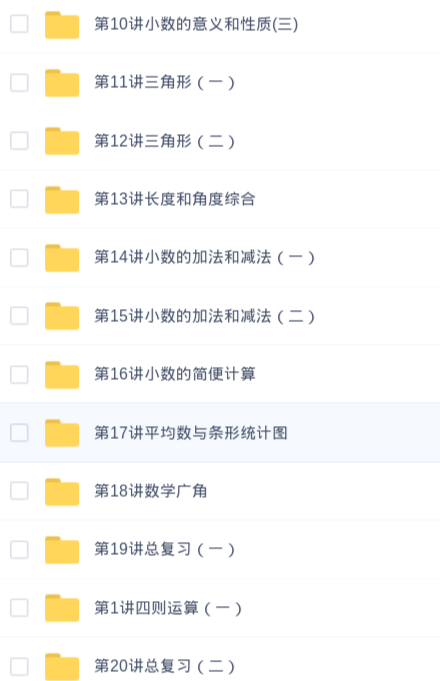 第10讲小数的意义和性质(三)
第11讲三角形（一）
第12讲三角形（二）
第13讲长度和角度综合
第14讲小数的加法和减法（一）
第15讲小数的加法和减法（二）
第16讲小数的简便计算
第17讲平均数与条形统计图
第18讲数学广角
第19讲总复习（一）
第1讲四则运算（一）
第20讲总复习（二）